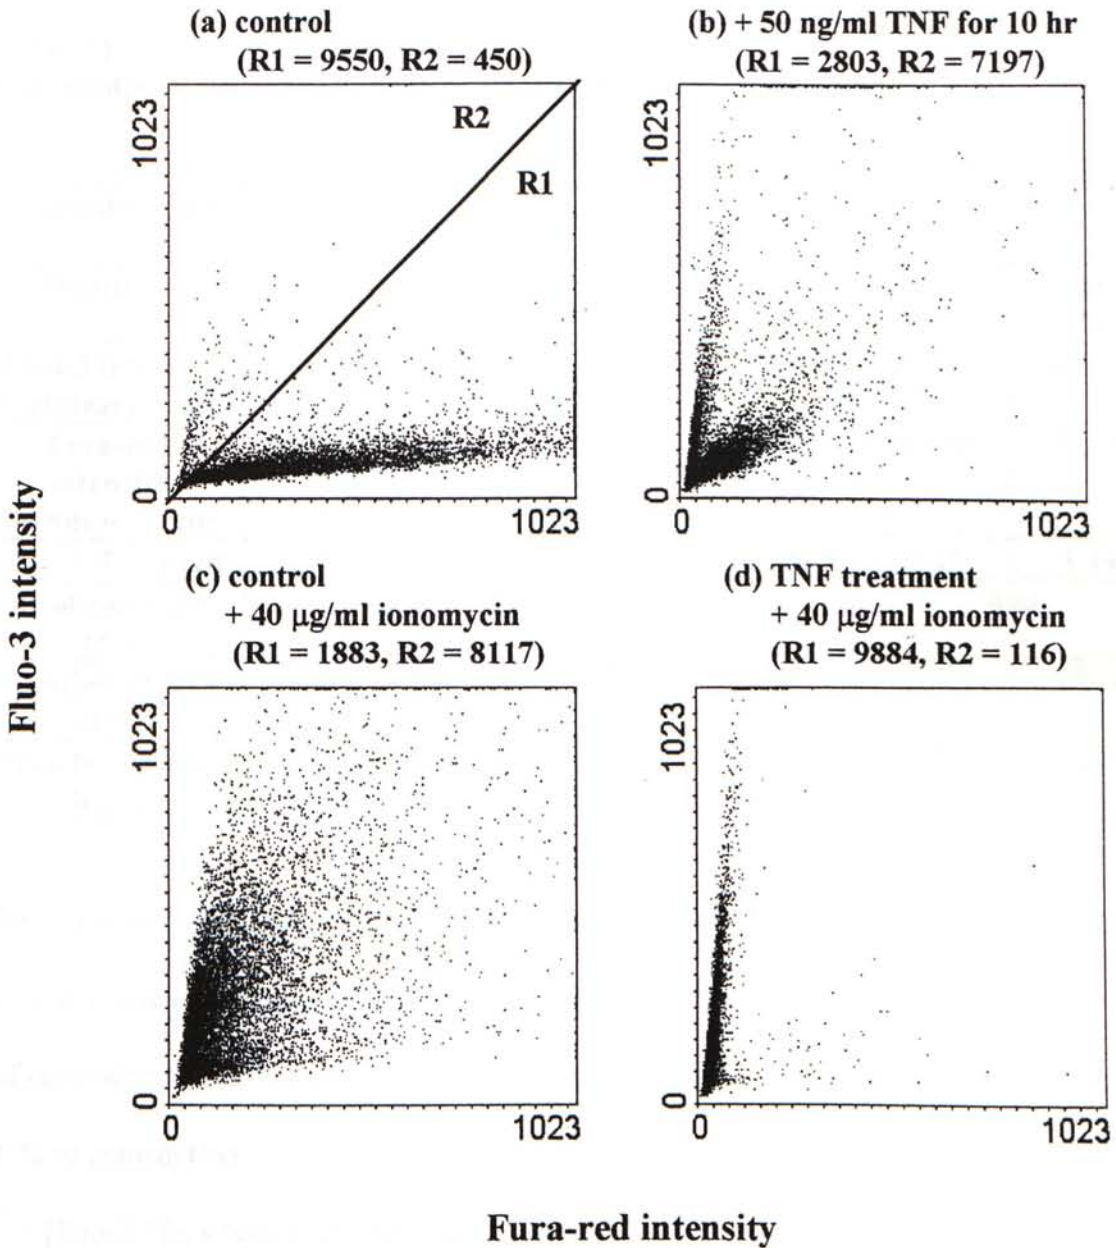 (a) control
(R1 = 9550, R2 = 450)
1023
R2
R1
0
0
1023
(b) + 50 ng/ml TNF for 10 hr
(R1 = 2803, R2 = 7197)
1023
0
0
1023
Fluo-3 intensity
(c) control
+ 40 μg/ml ionomycin
(R1 = 1883, R2 = 8117)
1023
0
0
1023
(d) TNF treatment
+ 40 μg/ml ionomycin
(R1 = 9884, R2 = 116)
1023
0
0
1023
Fura-red intensity